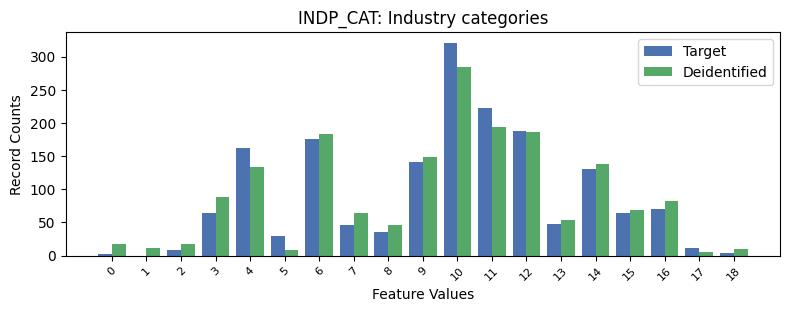 INDP_CAT: Industry categories
Target
Deidentified
Record Counts
300
250
200
150
100
50
0
0 1 2 3 4 5 6 7 8 9 10 11 12 13 14 15 16 17 18
Feature Values